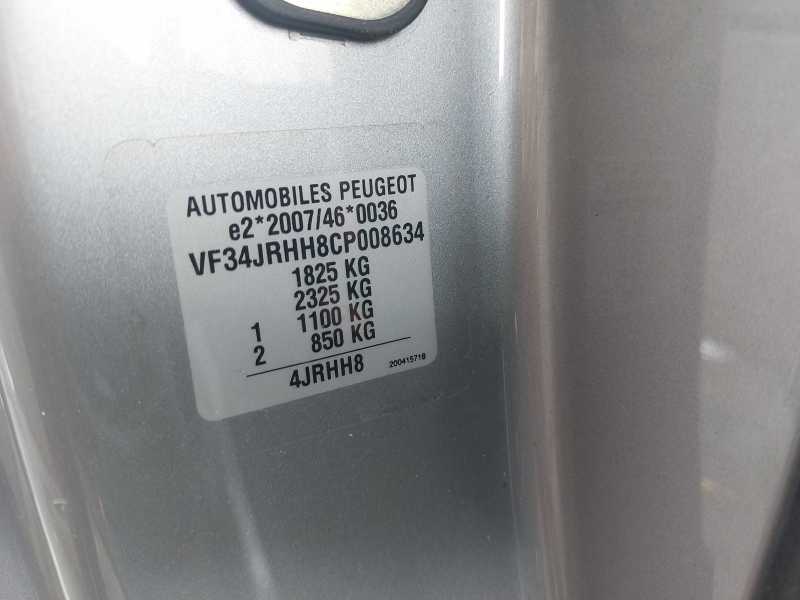 AUTOMOBILES PEUGEOT
e2*2007/46*0036
VF34JRHH8CP008634
1825 KG
2325 KG
1 1100 KG
2 850 KG
4JRHH8 200415718